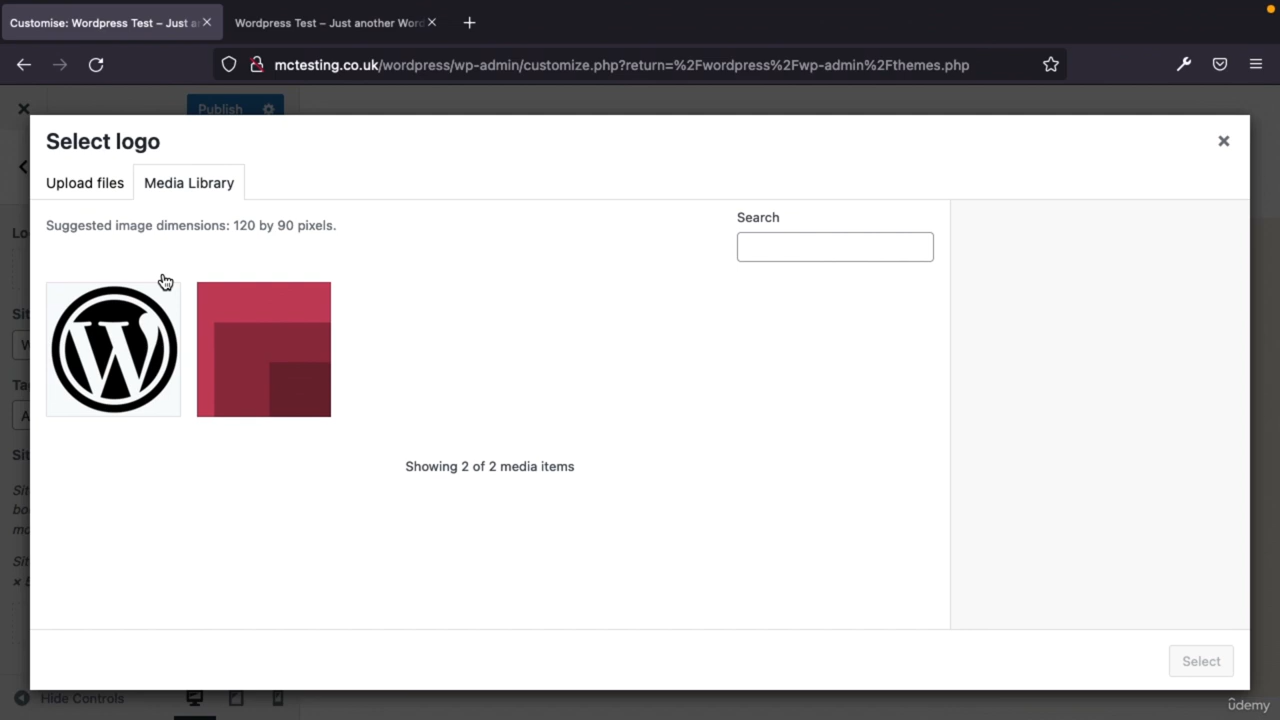 Customise: Wordpress Test – Just a
Wordpress Test – Just another Wor
mctesting.co.uk/wordpress/wp-admin/customize.php?return=%2Fwordpress%2Fwp-admin%2Fthemes.php
Publish
Select logo
Upload files
Media Library
Suggested image dimensions: 120 by 90 pixels.
Search
Showing 2 of 2 media items
Select
Hide Controls
udemy